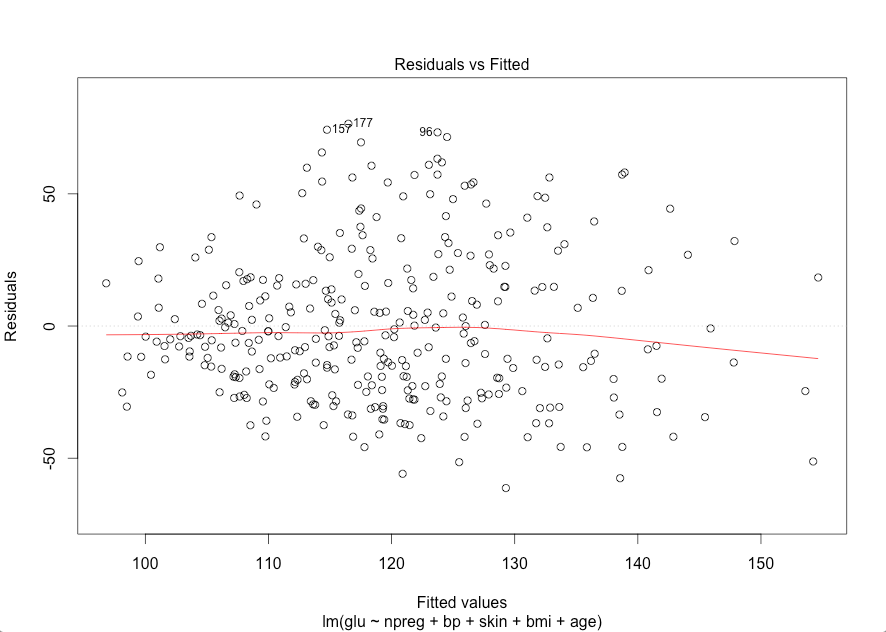 Residuals vs Fitted
177
157
96
Residuals
50
0
-50
100 110 120 130 140 150
Fitted values
lm(glu ~ npreg + bp + skin + bmi + age)